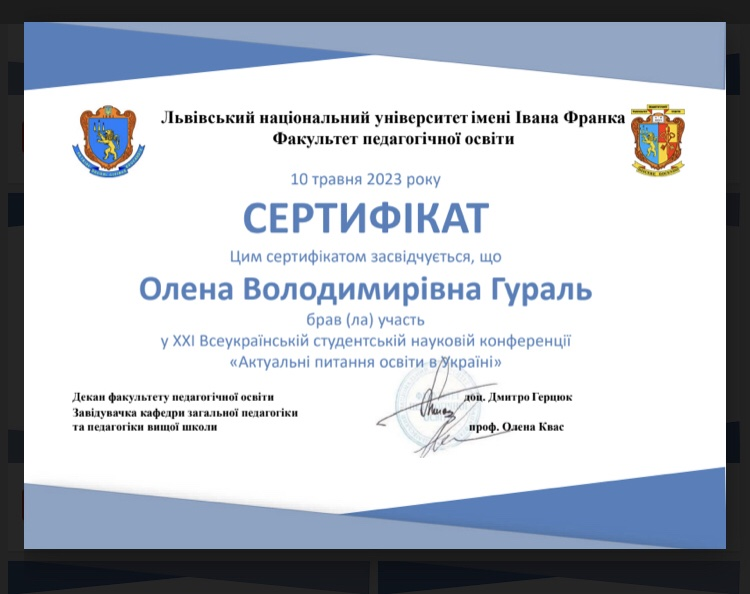 Львівський національний університет імені Івана Франка
Факультет педагогічної освіти
10 травня 2023 року
СЕРТИФІКАТ
Цим сертифікатом засвідчується, що
Олена Володимирівна Гураль
брав (ла) участь
у XXI Всеукраїнській студентській науковій конференції
«Актуальні питання освіти в Україні»
Декан факультету педагогічної освіти
доц. Дмитро Герцюк
Завідувачка кафедри загальної педагогіки
та педагогіки вищої школи
проф. Олена Квас